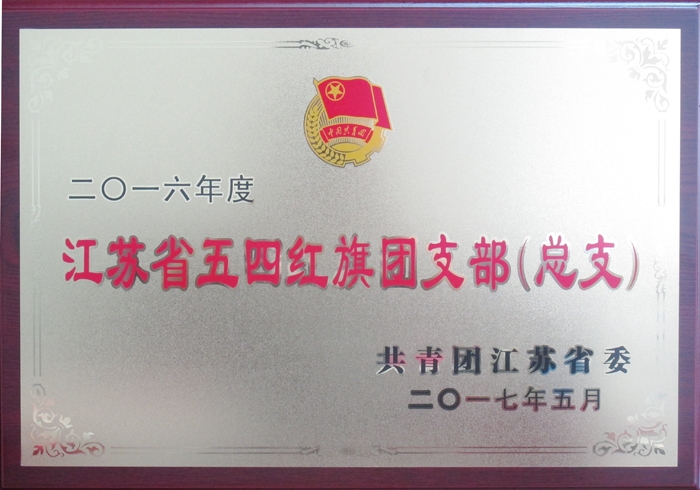 中国共青团
二〇一六年度
江苏省五四红旗团支部(总支)
共青团江苏省委
二〇一七年五月